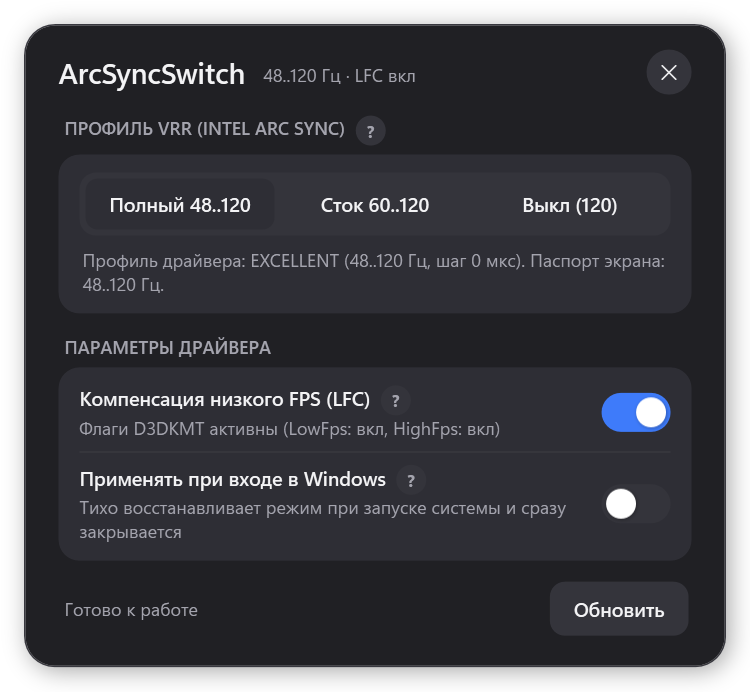 ArcSyncSwitch 48..120 Гц · LFC вкл
ПРОФИЛЬ VRR (INTEL ARC SYNC) ?
Полный 48..120 Сток 60..120 Выкл (120)
Профиль драйвера: EXCELLENT (48..120 Гц, шаг 0 мкс). Паспорт экрана:
48..120 Гц.
ПАРАМЕТРЫ ДРАЙВЕРА
Компенсация низкого FPS (LFC) ?
Флаги D3DKMT активны (LowFps: вкл, HighFps: вкл)
Применять при входе в Windows ?
Тихо восстанавливает режим при запуске системы и сразу
закрывается
Готово к работе Обновить